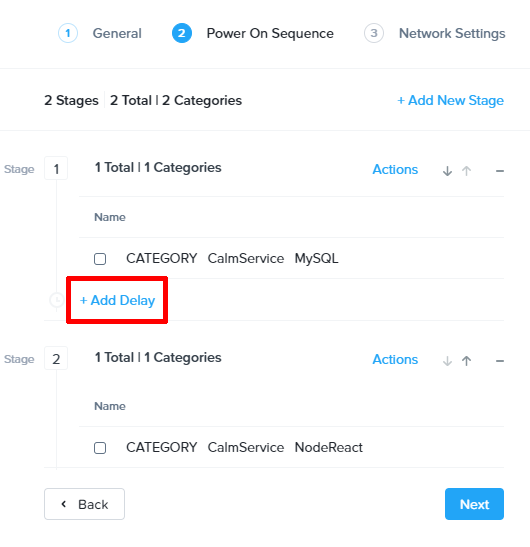 1 General 2 Power On Sequence 3 Network Settings
2 Stages 2 Total | 2 Categories + Add New Stage
Stage 1 1 Total | 1 Categories Actions
Name
CATEGORY CalmService MySQL
+ Add Delay
Stage 2 1 Total | 1 Categories Actions
Name
CATEGORY CalmService NodeReact
Back Next